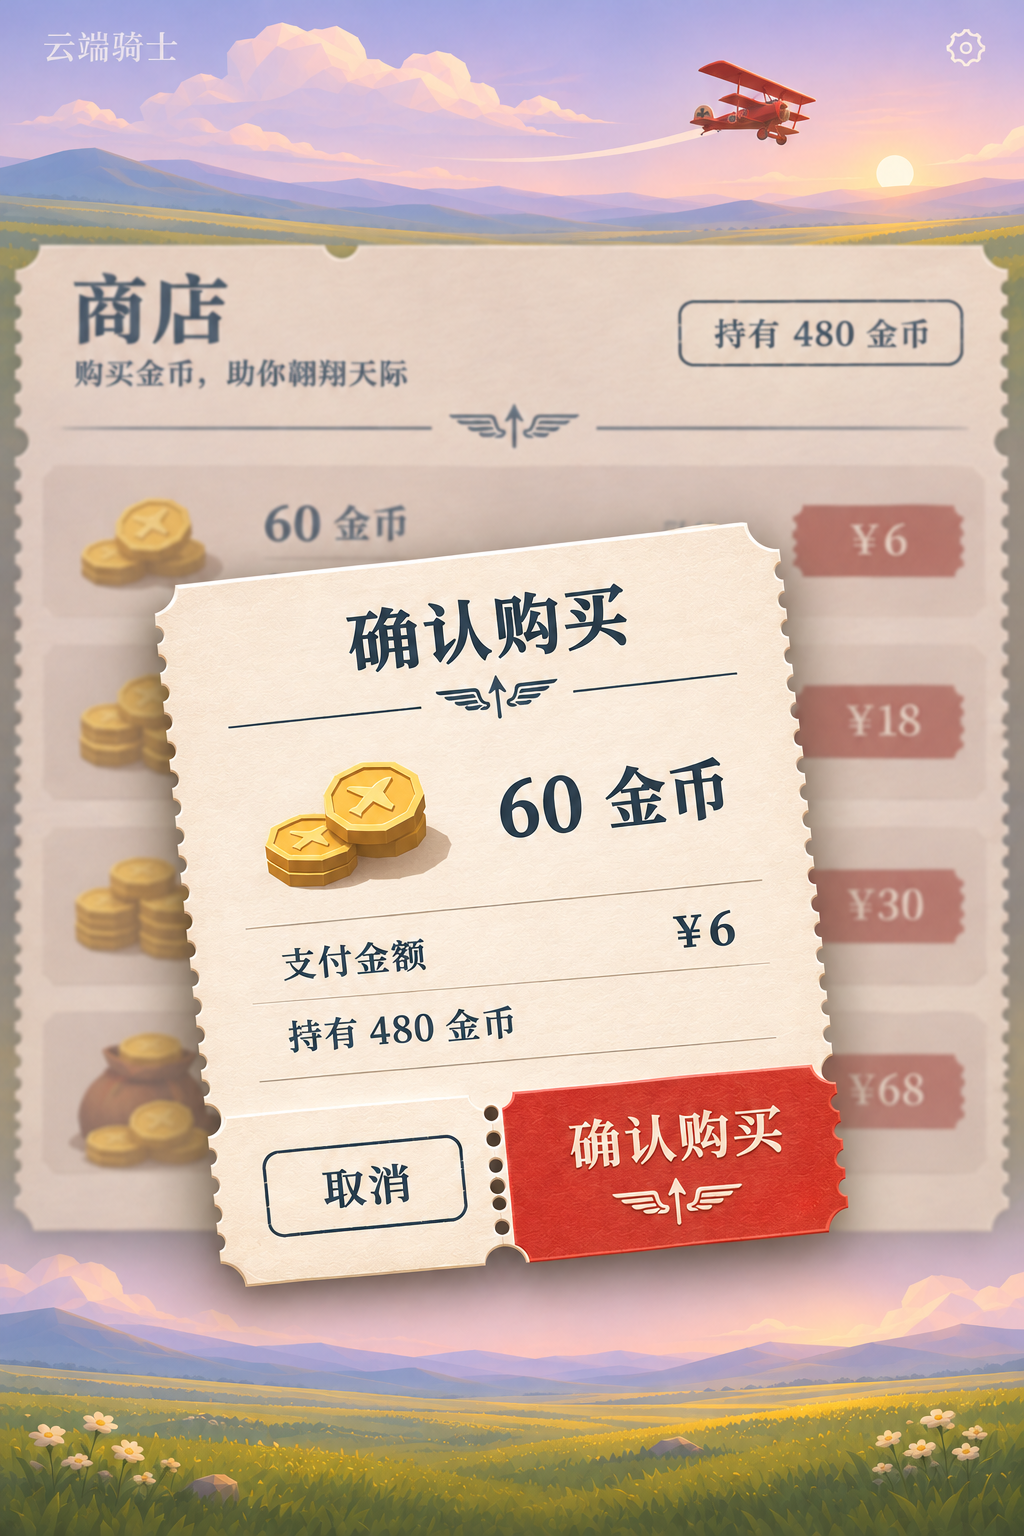 云端骑士
商店
购买金币，助你翱翔天际
持有 480 金币
60 金币
¥6
¥18
¥30
¥68
确认购买
60 金币
支付金额
¥6
持有 480 金币
取消
确认购买